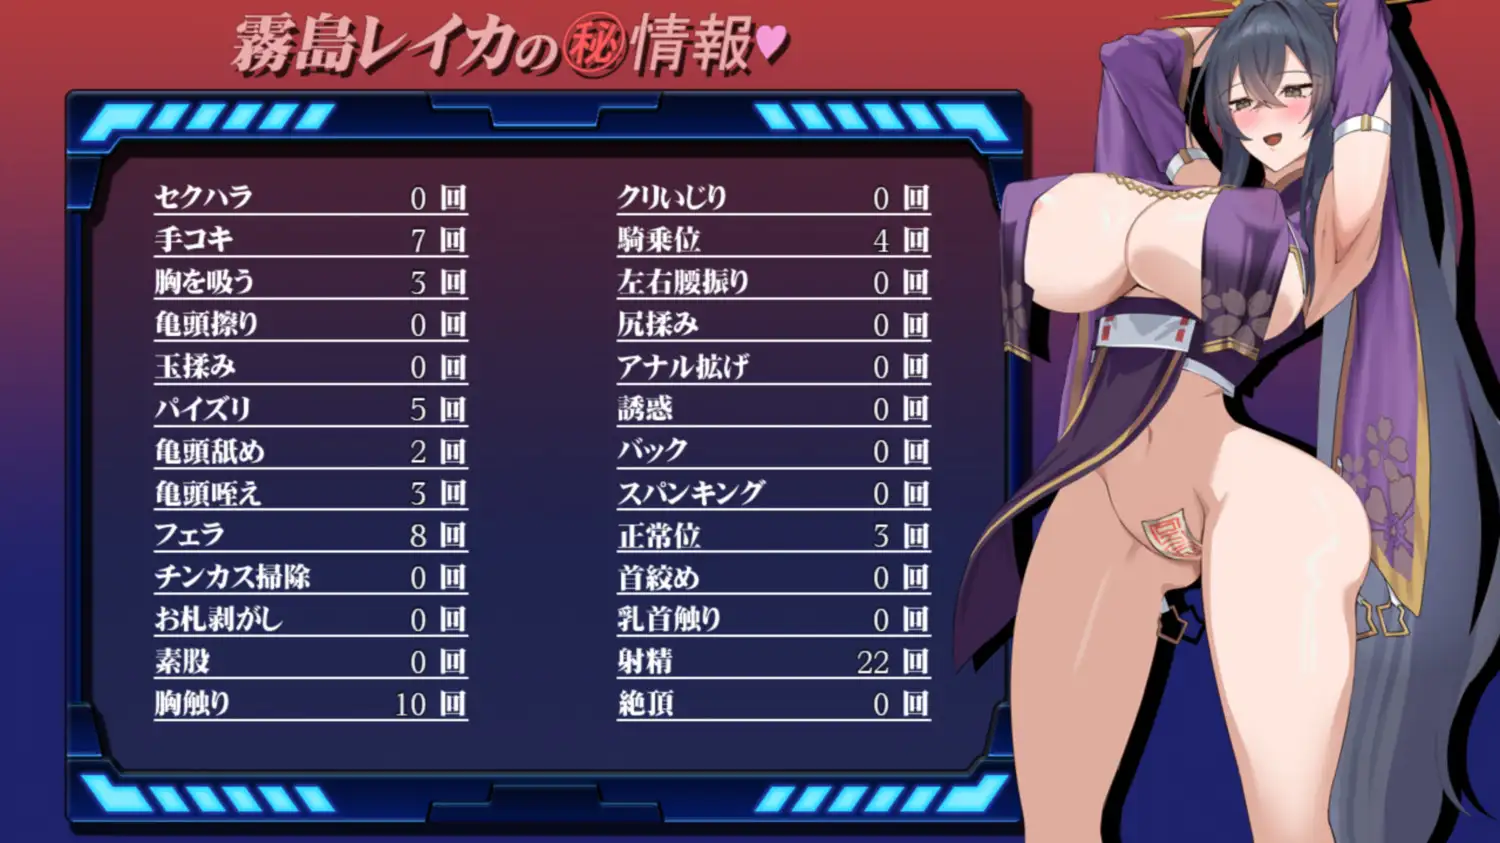 霧島レイカの㊙情報♥
セクハラ 0 回
手コキ 7 回
胸を吸う 3 回
亀頭擦り 0 回
玉揉み 0 回
パイズリ 5 回
亀頭舐め 2 回
亀頭咥え 3 回
フェラ 8 回
チンカス掃除 0 回
お札剥がし 0 回
素股 0 回
胸触り 10 回
クリいじり 0 回
騎乗位 4 回
左右腰振り 0 回
尻揉み 0 回
アナル拡げ 0 回
誘惑 0 回
バック 0 回
スパンキング 0 回
正常位 3 回
首絞め 0 回
乳首触り 0 回
射精 22 回
絶頂 0 回